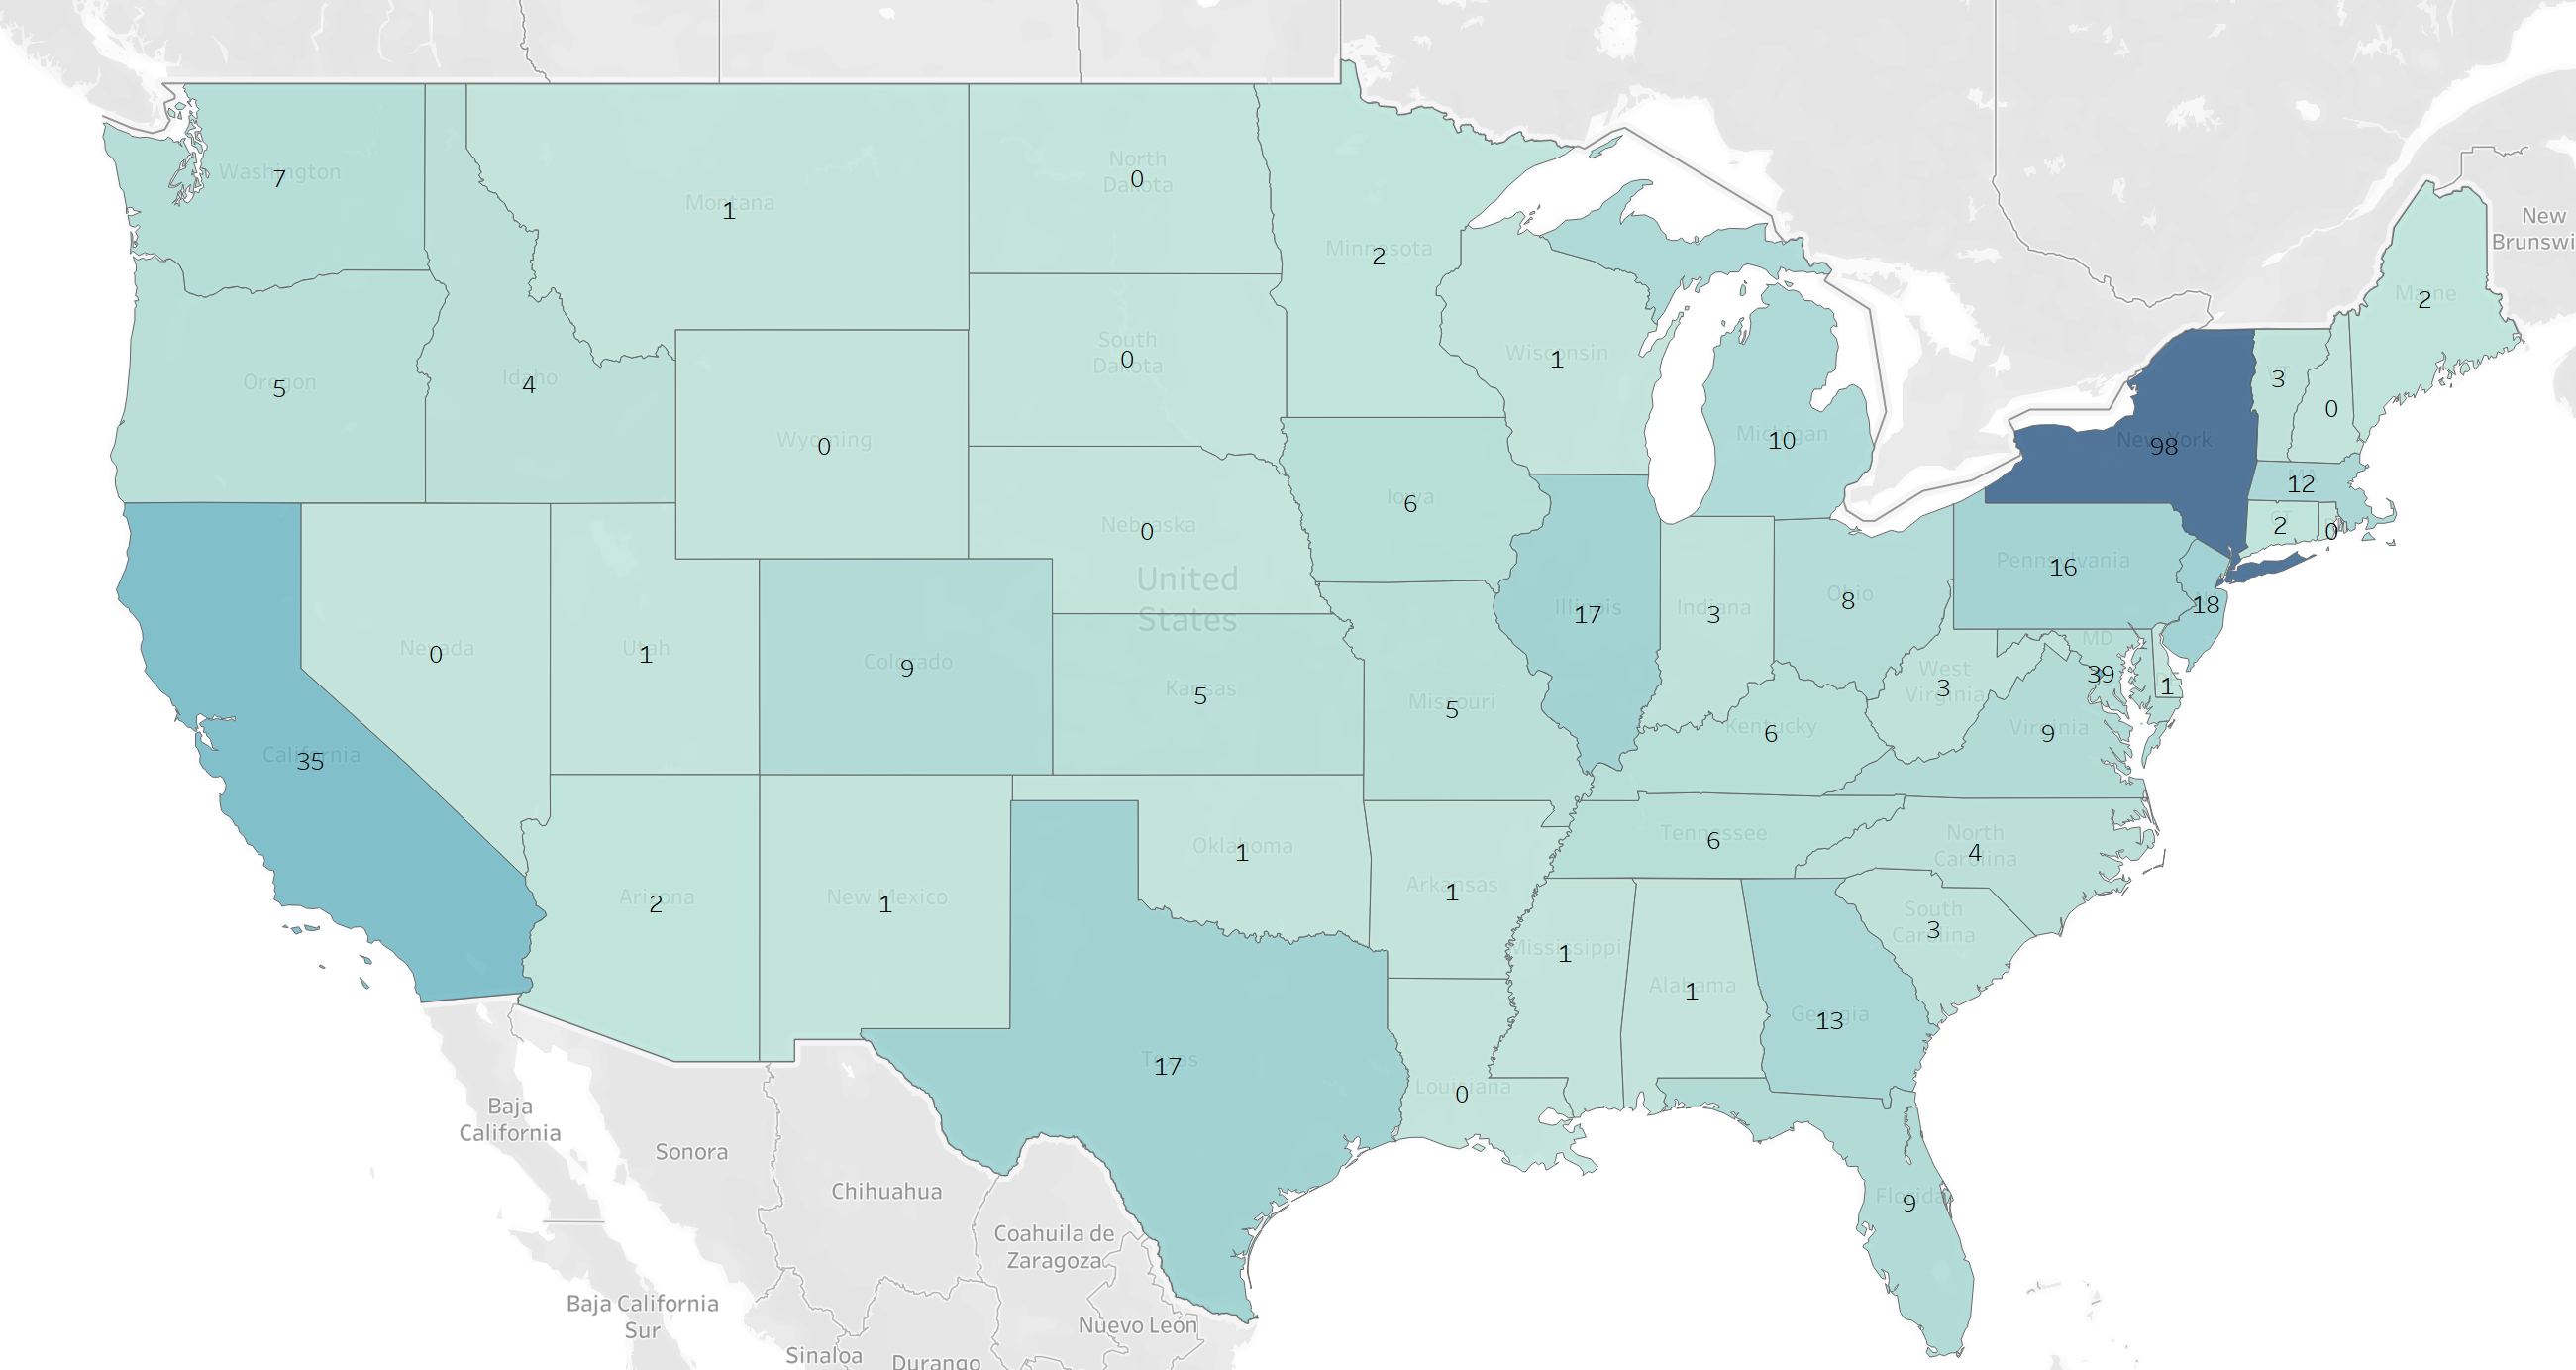 Washington
7
Montana
1
North
Dakota
0
Minnesota
2
Oregon
5
Idaho
4
South
Dakota
0
Wisconsin
1
Michigan
10
New
Brunswi
Maine
2
VT
3
0
New York
98
MA
12
CT
2
0
Wyoming
0
Nebraska
0
Iowa
6
Illinois
17
Indiana
3
Ohio
8
Pennsylvania
16
18
United
States
Nevada
0
Utah
1
Colorado
9
Kansas
5
Missouri
5
Kentucky
6
West
Virginia
3
MD
39
1
Virginia
9
California
35
Arizona
2
New Mexico
1
Oklahoma
1
Arkansas
1
Tennessee
6
North
Carolina
4
South
Carolina
3
Mississippi
1
Alabama
1
Georgia
13
Texas
17
Louisiana
0
Florida
9
Baja
California
Sonora
Chihuahua
Coahuila de
Zaragoza
Baja California
Sur
Nuevo León
Sinaloa
Durango